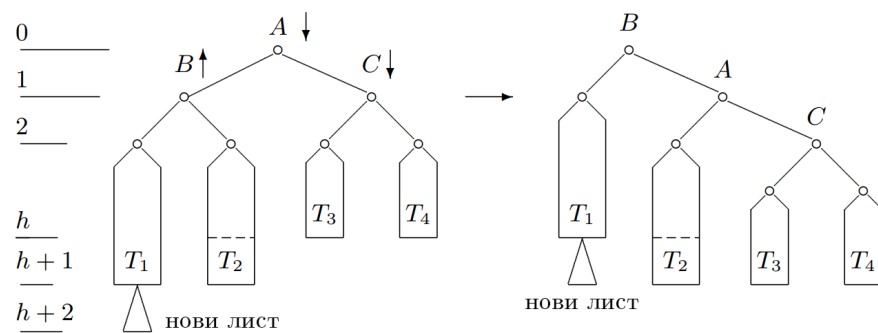 0
A
B
C
1
2
h
T₁
T₂
T₃
T₄
h + 1
h + 2
нови лист
B
A
C
T₁
T₂
T₃
T₄
нови лист